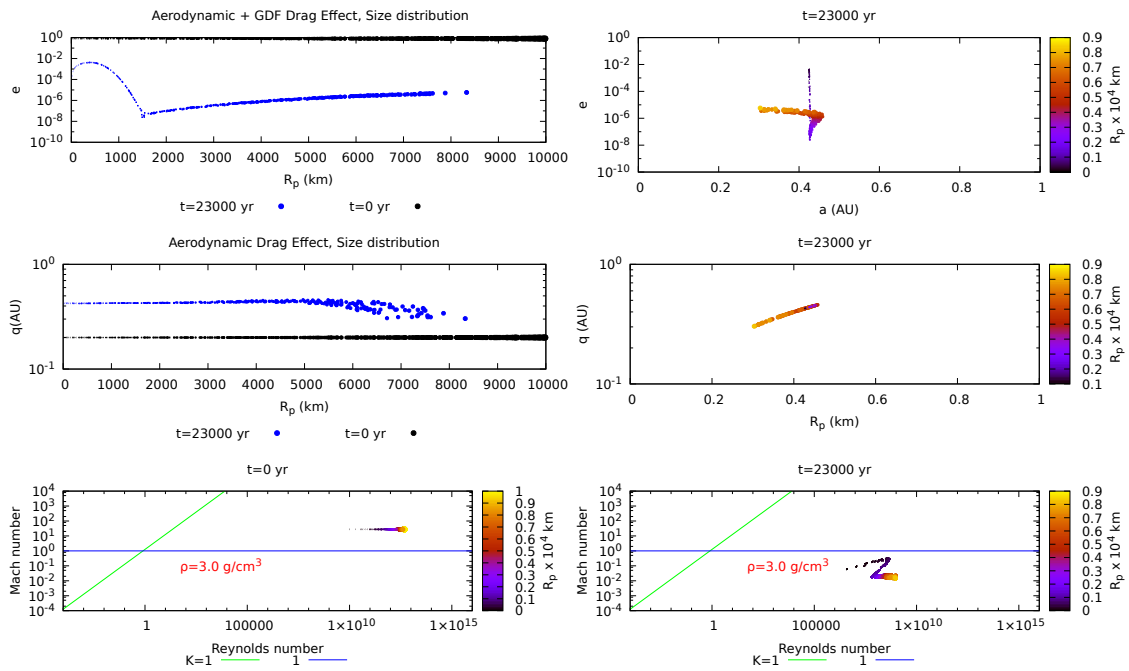 Aerodynamic + GDF Drag Effect, Size distribution
10^0
10^-2
10^-4
10^-6
10^-8
10^-10
e
0 1000 2000 3000 4000 5000 6000 7000 8000 9000 10000
R_p (km)
t=23000 yr t=0 yr
t=23000 yr
10^0
10^-2
10^-4
10^-6
10^-8
10^-10
e
0 0.2 0.4 0.6 0.8 1
a (AU)
0.9
0.8
0.7
0.6
0.5
0.4
0.3
0.2
0.1
0
R_p x 10^4 km
Aerodynamic Drag Effect, Size distribution
10^0
10^-1
q(AU)
0 1000 2000 3000 4000 5000 6000 7000 8000 9000 10000
R_p (km)
t=23000 yr t=0 yr
t=23000 yr
10^0
10^-1
q (AU)
0 0.2 0.4 0.6 0.8 1
R_p (km)
0.9
0.8
0.7
0.6
0.5
0.4
0.3
0.2
0.1
R_p x 10^4 km
t=0 yr
10^4
10^3
10^2
10^1
10^0
10^-1
10^-2
10^-3
10^-4
Mach number
ρ=3.0 g/cm^3
1 100000 1×10^10 1×10^15
Reynolds number
K=1 1
1
0.9
0.8
0.7
0.6
0.5
0.4
0.3
0.2
0.1
0
R_p x 10^4 km
t=23000 yr
10^4
10^3
10^2
10^1
10^0
10^-1
10^-2
10^-3
10^-4
Mach number
ρ=3.0 g/cm^3
1 100000 1×10^10 1×10^15
Reynolds number
K=1 1
0.9
0.8
0.7
0.6
0.5
0.4
0.3
0.2
0.1
0
R_p x 10^4 km